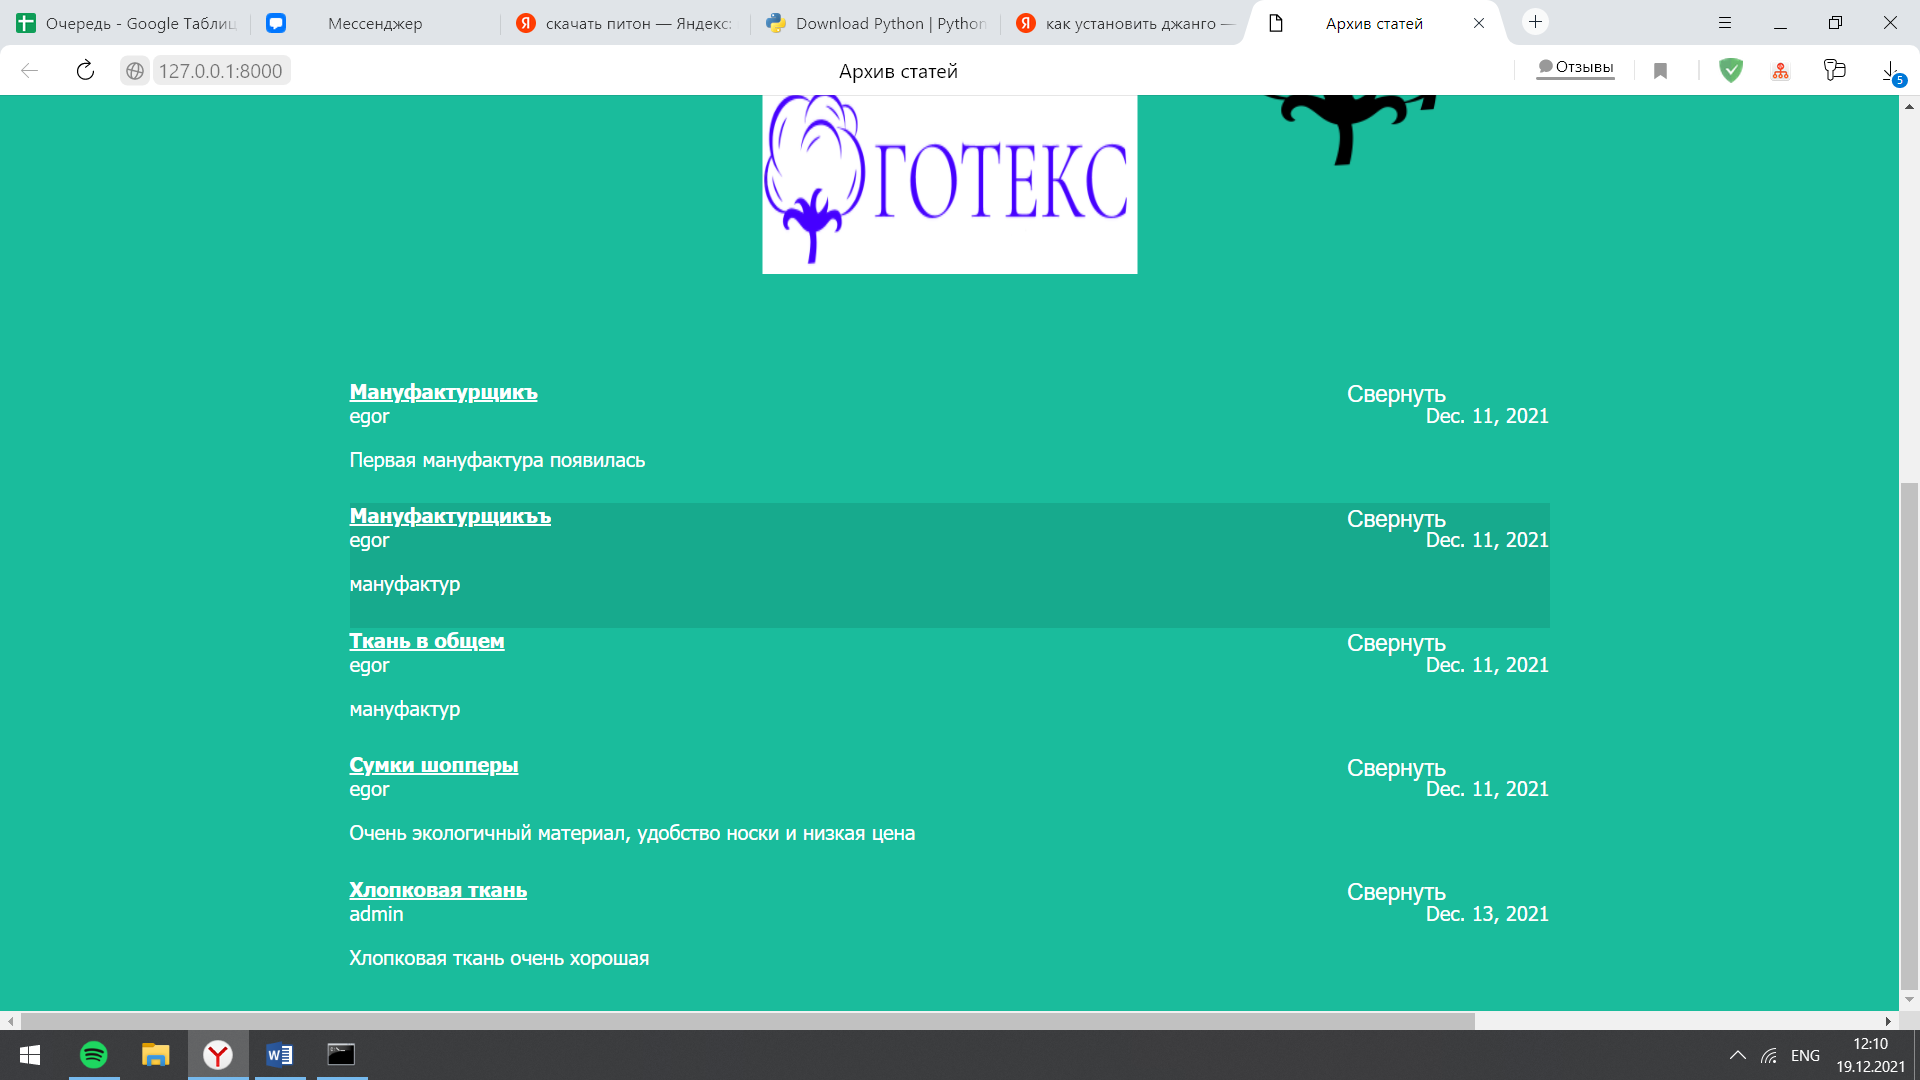 Очередь - Google Таблиц
Мессенджер
скачать питон — Яндекс:
Download Python | Python
как установить джанго —
Архив статей
127.0.0.1:8000
Архив статей
Отзывы
5
ГОТЕКС
Мануфактурщикъ
Свернуть
egor
Dec. 11, 2021
Первая мануфактура появилась
Мануфактурщикъъ
Свернуть
egor
Dec. 11, 2021
мануфактур
Ткань в общем
Свернуть
egor
Dec. 11, 2021
мануфактур
Сумки шопперы
Свернуть
egor
Dec. 11, 2021
Очень экологичный материал, удобство носки и низкая цена
Хлопковая ткань
Свернуть
admin
Dec. 13, 2021
Хлопковая ткань очень хорошая
ENG
12:10
19.12.2021